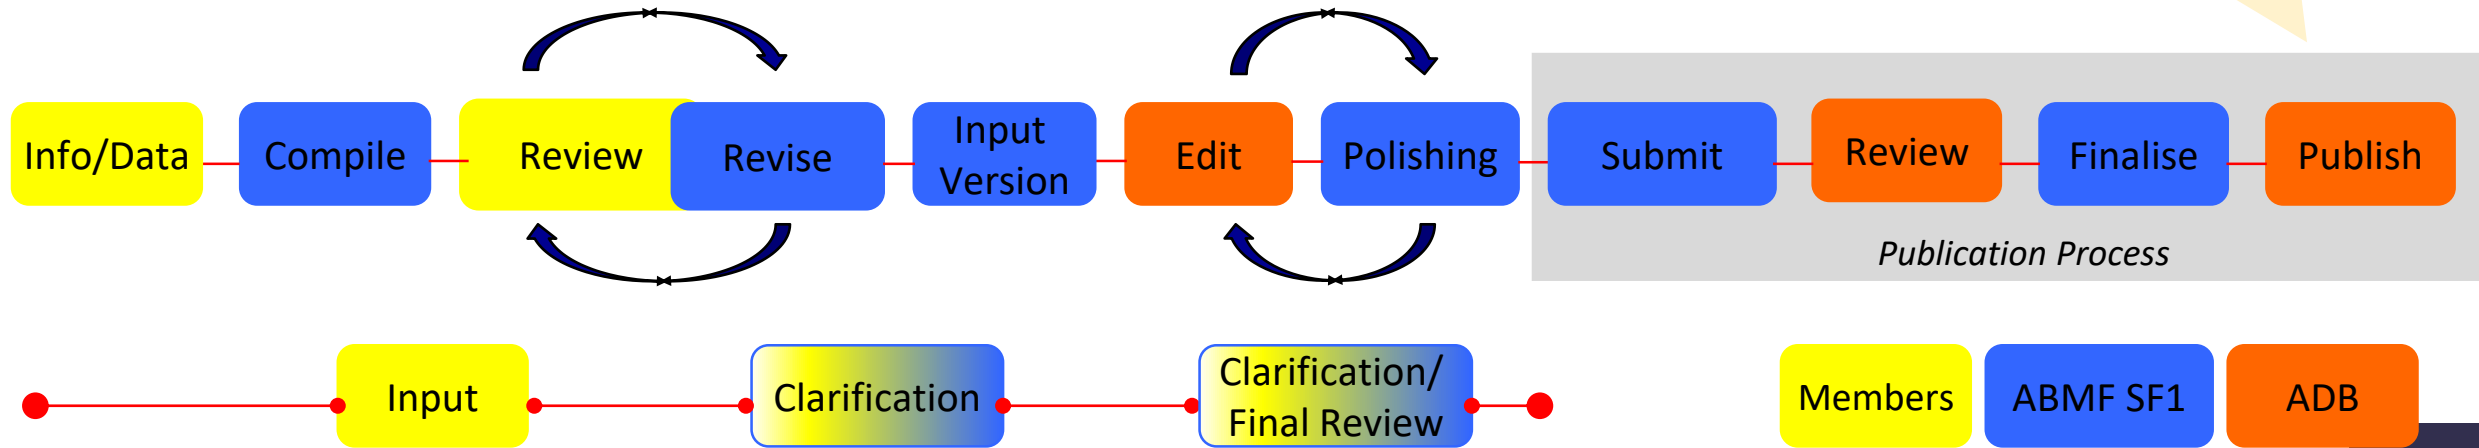 Info/Data
Compile
Review
Revise
Input
Version
Edit
Polishing
Submit
Review
Finalise
Publish
Publication Process
Input
Clarification
Clarification/
Final Review
Members
ABMF SF1
ADB